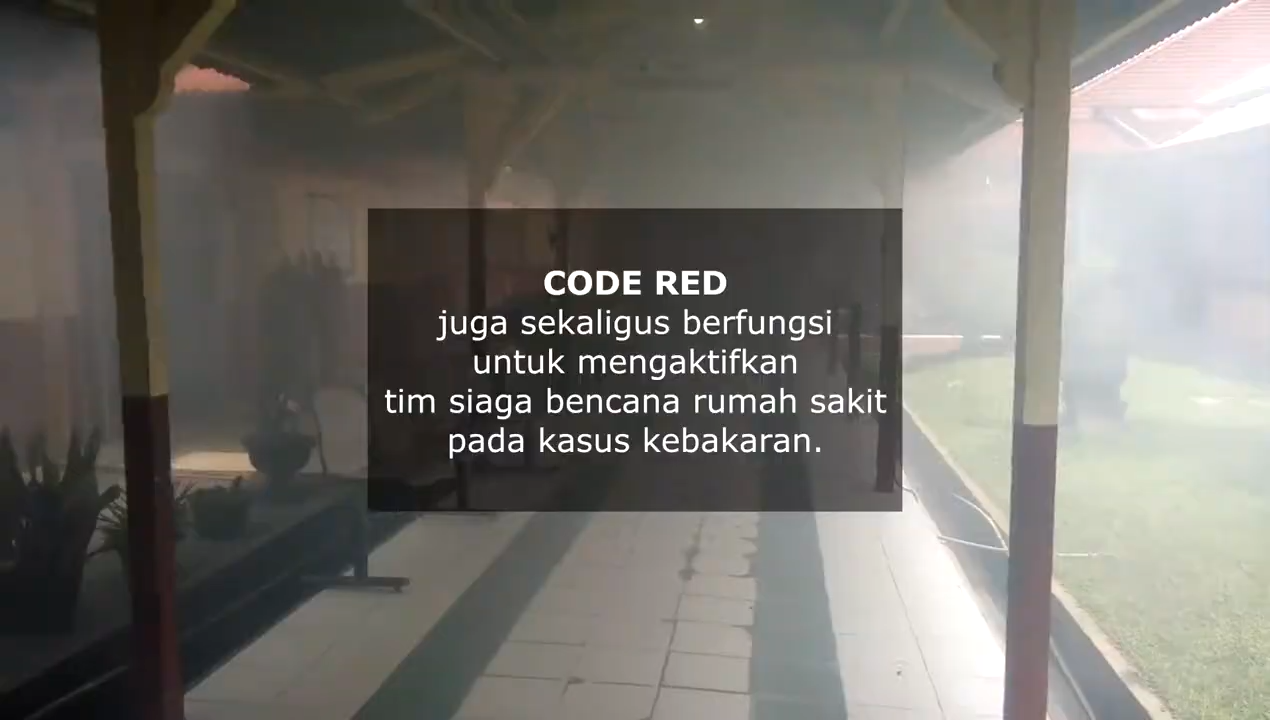 CODE RED
juga sekaligus berfungsi
untuk mengaktifkan
tim siaga bencana rumah sakit
pada kasus kebakaran.